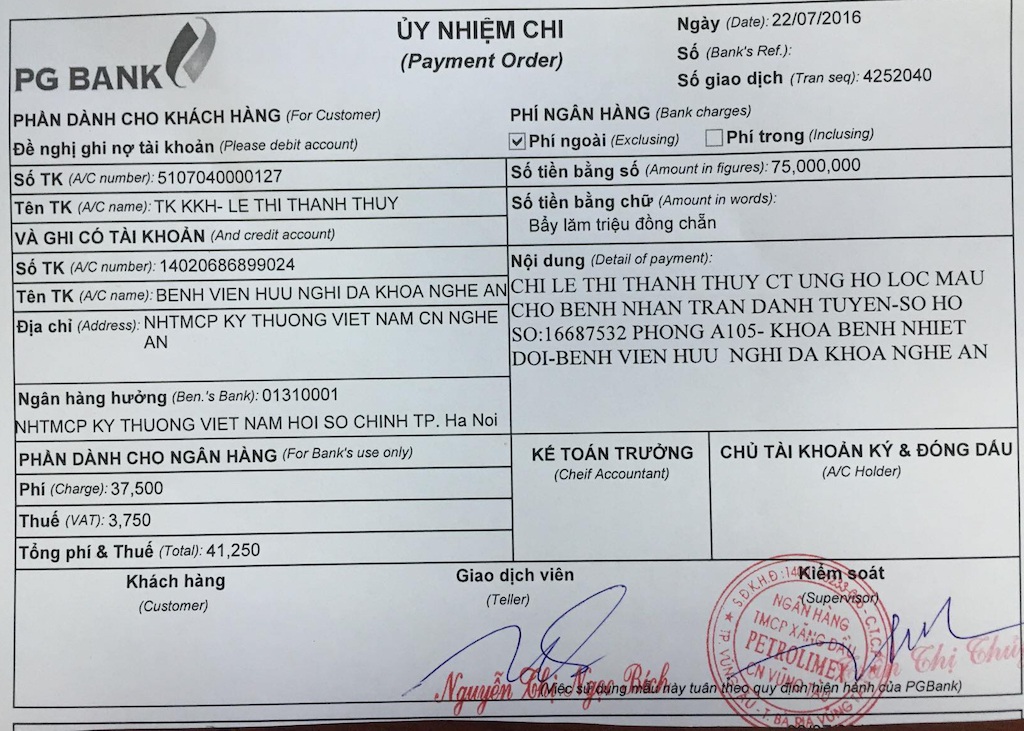 PG BANK
ỦY NHIỆM CHI
(Payment Order)
Ngày (Date): 22/07/2016
Số (Bank's Ref.):
Số giao dịch (Tran seq): 4252040
PHẦN DÀNH CHO KHÁCH HÀNG (For Customer)
Đề nghị ghi nợ tài khoản (Please debit account)
PHÍ NGÂN HÀNG (Bank charges)
Phí ngoài (Exclusing) Phí trong (Inclusing)
Số TK (A/C number): 5107040000127
Tên TK (A/C name): TK KKH- LE THI THANH THUY
VÀ GHI CÓ TÀI KHOẢN (And credit account)
Số TK (A/C number): 14020686899024
Tên TK (A/C name): BENH VIEN HUU NGHI DA KHOA NGHE AN
Địa chỉ (Address): NHTMCP KY THUONG VIET NAM CN NGHE
AN
Ngân hàng hưởng (Ben.'s Bank): 01310001
NHTMCP KY THUONG VIET NAM HOI SO CHINH TP. Ha Noi
Số tiền bằng số (Amount in figures): 75,000,000
Số tiền bằng chữ (Amount in words):
Bẩy lăm triệu đồng chẵn
Nội dung (Detail of payment):
CHI LE THI THANH THUY CT UNG HO LOC MAU
CHO BENH NHAN TRAN DANH TUYEN-SO HO
SO:16687532 PHONG A105- KHOA BENH NHIET
DOI-BENH VIEN HUU NGHI DA KHOA NGHE AN
PHẦN DÀNH CHO NGÂN HÀNG (For Bank's use only)
Phí (Charge): 37,500
Thuế (VAT): 3,750
Tổng phí & Thuế (Total): 41,250
KẾ TOÁN TRƯỞNG
(Cheif Accountant)
CHỦ TÀI KHOẢN KÝ & ĐÓNG DẤU
(A/C Holder)
Khách hàng
(Customer)
Giao dịch viên
(Teller)
Kiểm soát
(Supervisor)
NGÂN HÀNG
TMCP XĂNG DẦU
PETROLIMEX
CN VŨNG TÀU
Nguyễn Thị Ngọc Bích
Thị
(Việc sử dụng mẫu này tuân theo quy định hiện hành của PGBank)